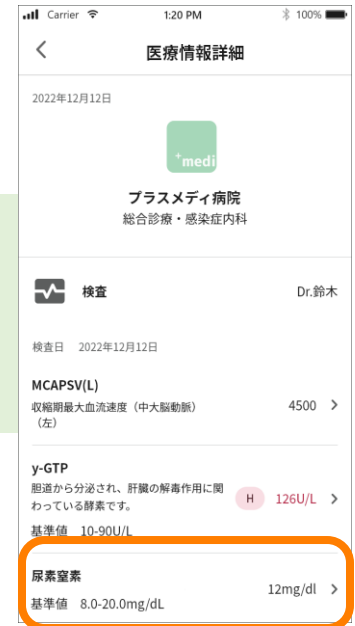 Carrier 1:20 PM 100%
医療情報詳細
2022年12月12日
+medi
プラスメディ病院
総合診療・感染症内科
検査 Dr.鈴木
検査日 2022年12月12日
MCAPSV(L)
収縮期最大血流速度（中大脳動脈）
（左）
4500
y-GTP
胆道から分泌され、肝臓の解毒作用に関
わっている酵素です。
H 126U/L
基準値 10-90U/L
尿素窒素
12mg/dl
基準値 8.0-20.0mg/dL